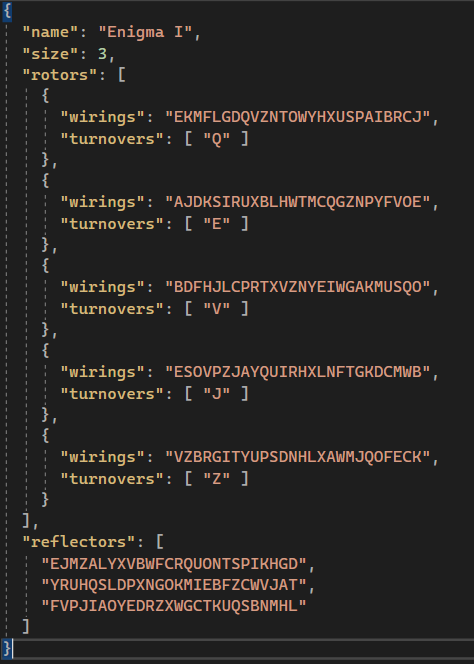 {
  "name": "Enigma I",
  "size": 3,
  "rotors": [
    {
      "wirings": "EKMFLGDQVZNTOWYHXUSPAIBRCJ",
      "turnovers": [ "Q" ]
    },
    {
      "wirings": "AJDKSIRUXBLHWTMCQGZNPYFVOE",
      "turnovers": [ "E" ]
    },
    {
      "wirings": "BDFHJLCPRTXVZNYEIWGAKMUSQO",
      "turnovers": [ "V" ]
    },
    {
      "wirings": "ESOVPZJAYQUIRHXLNFTGKDCMWB",
      "turnovers": [ "J" ]
    },
    {
      "wirings": "VZBRGITYUPSDNHLXAWMJQOFECK",
      "turnovers": [ "Z" ]
    }
  ],
  "reflectors": [
    "EJMZALYXVBWFCRQUONTSPIKHGD",
    "YRUHQSLDPXNGOKMIEBFZCWVJAT",
    "FVPJIAOYEDRZXWGCTKUQSBNMHL"
  ]
}